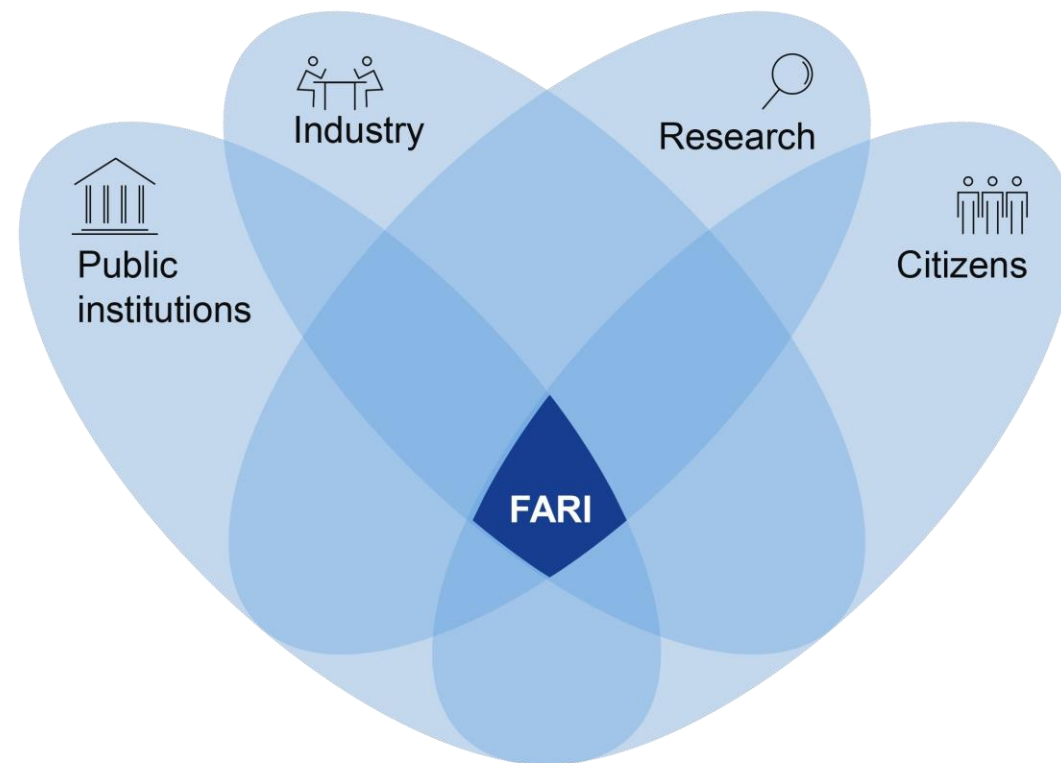 Industry
Research
Public
institutions
Citizens
FARI